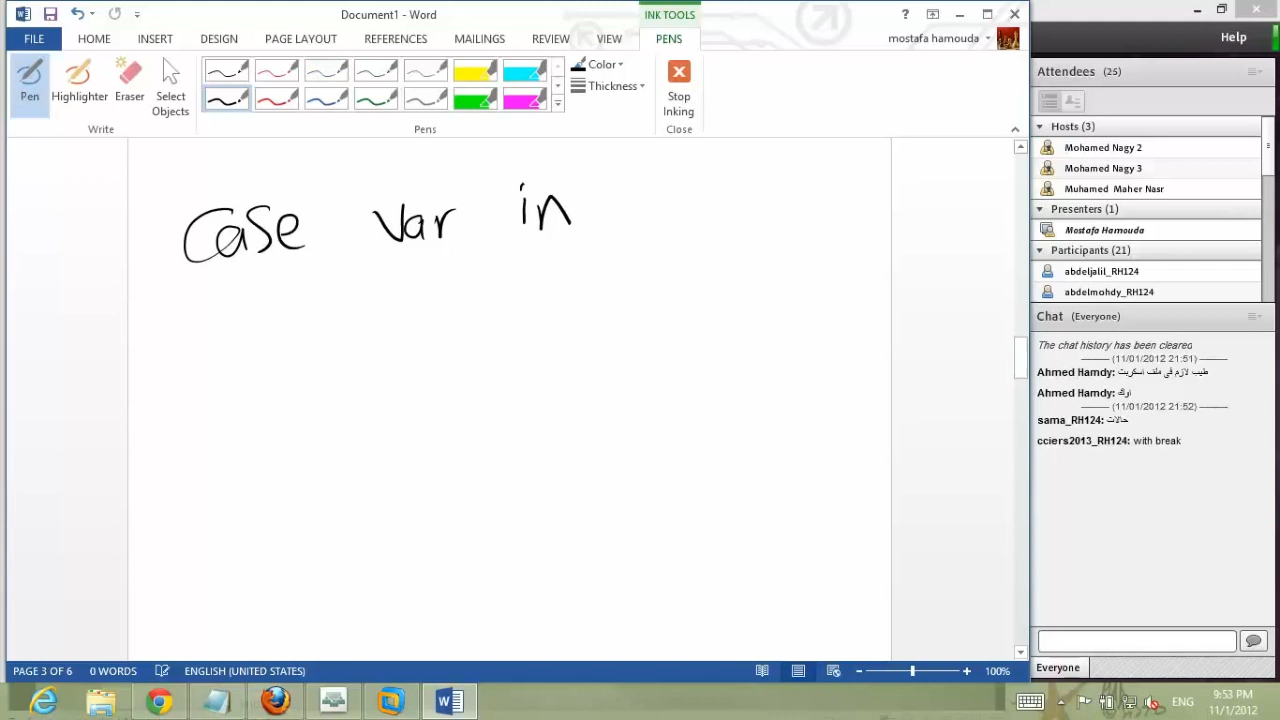 Document1 - Word
INK TOOLS
FILE
HOME
INSERT
DESIGN
PAGE LAYOUT
REFERENCES
MAILINGS
REVIEW
VIEW
PENS
mostafa hamouda
Help
Pen
Highlighter
Eraser
Select Objects
Color
Thickness
Stop Inking
Write
Pens
Close
Case var in
Attendees (25)
Hosts (3)
Mohamed Nagy 2
Mohamed Nagy 3
Muhamed Maher Nasr
Presenters (1)
Mostafa Hamouda
Participants (21)
abdeljalil_RH124
abdelmohdy_RH124
Chat (Everyone)
The chat history has been cleared
(11/01/2012 21:51)
Ahmed Hamdy: طيب لازم فى ملف اسكريبت
Ahmed Hamdy: اوك
(11/01/2012 21:52)
sama_RH124: حالات
cciers2013_RH124: with break
Everyone
PAGE 3 OF 6
0 WORDS
ENGLISH (UNITED STATES)
100%
ENG
9:53 PM
11/1/2012